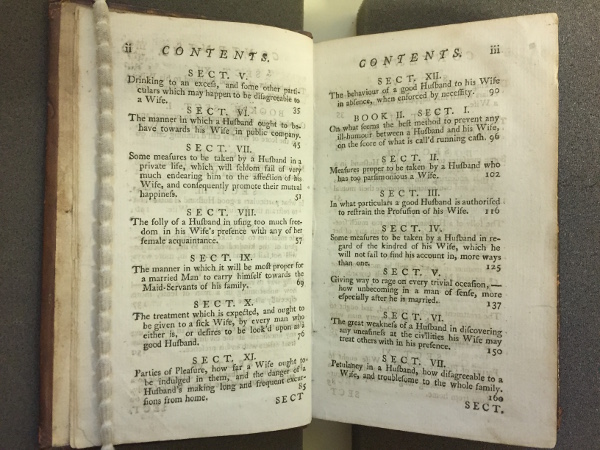 ii CONTENTS.
SECT. V.
Drinking to an excess, and some other parti-
culars which may happen to be disagreeable to
a Wife. 35
SECT. VI.
The manner in which a Husband ought to be-
have towards his Wife in public company.
45
SECT. VII.
Some measures to be taken by a Husband in a
private life, which will seldom fail of very
much endearing him to the affection of his
Wife, and consequently promote their mutual
happiness. 51
SECT. VIII.
The folly of a Husband in using too much free-
dom in his Wife's presence with any of her
female acquaintance. 57
SECT. IX.
The manner in which it will be most proper for
a married Man to carry himself towards the
Maid-Servants of his family. 69
SECT. X.
The treatment which is expected, and ought to
be given to a sick Wife, by every man who
either is, or desires to be look'd upon as a
good Husband. 76
SECT. XI.
Parties of Pleasure, how far a Wife ought to
be indulged in them, and the danger of a
Husband's making long and frequent excur-
sions from home. 85
SECT
CONTENTS. iii
SECT. XII.
The behaviour of a good Husband to his Wife
in absence, when enforced by necessity. 90
BOOK II. SECT. I.
On what seems the best method to prevent any
ill-humour between a Husband and his Wife,
on the score of what is call'd running cash. 96
SECT. II.
Measures proper to be taken by a Husband who
has too parsimonious a Wife. 102
SECT. III.
In what particulars a good Husband is authorised
to restrain the Profusion of his Wife. 116
SECT. IV.
Some measures to be taken by a Husband in re-
gard of the kindred of his Wife, which he
will not fail to find his account in, more ways
than one. 125
SECT. V.
Giving way to rage on every trivial occasion,—
how unbecoming in a man of sense, more
especially after he is married. 137
SECT. VI.
The great weakness of a Husband in discovering
any uneasiness at the civilities his Wife may
treat others with in his presence. 150
SECT. VII.
Petulancy in a Husband, how disagreeable to a
Wife, and troublesome to the whole family.
160
SECT.